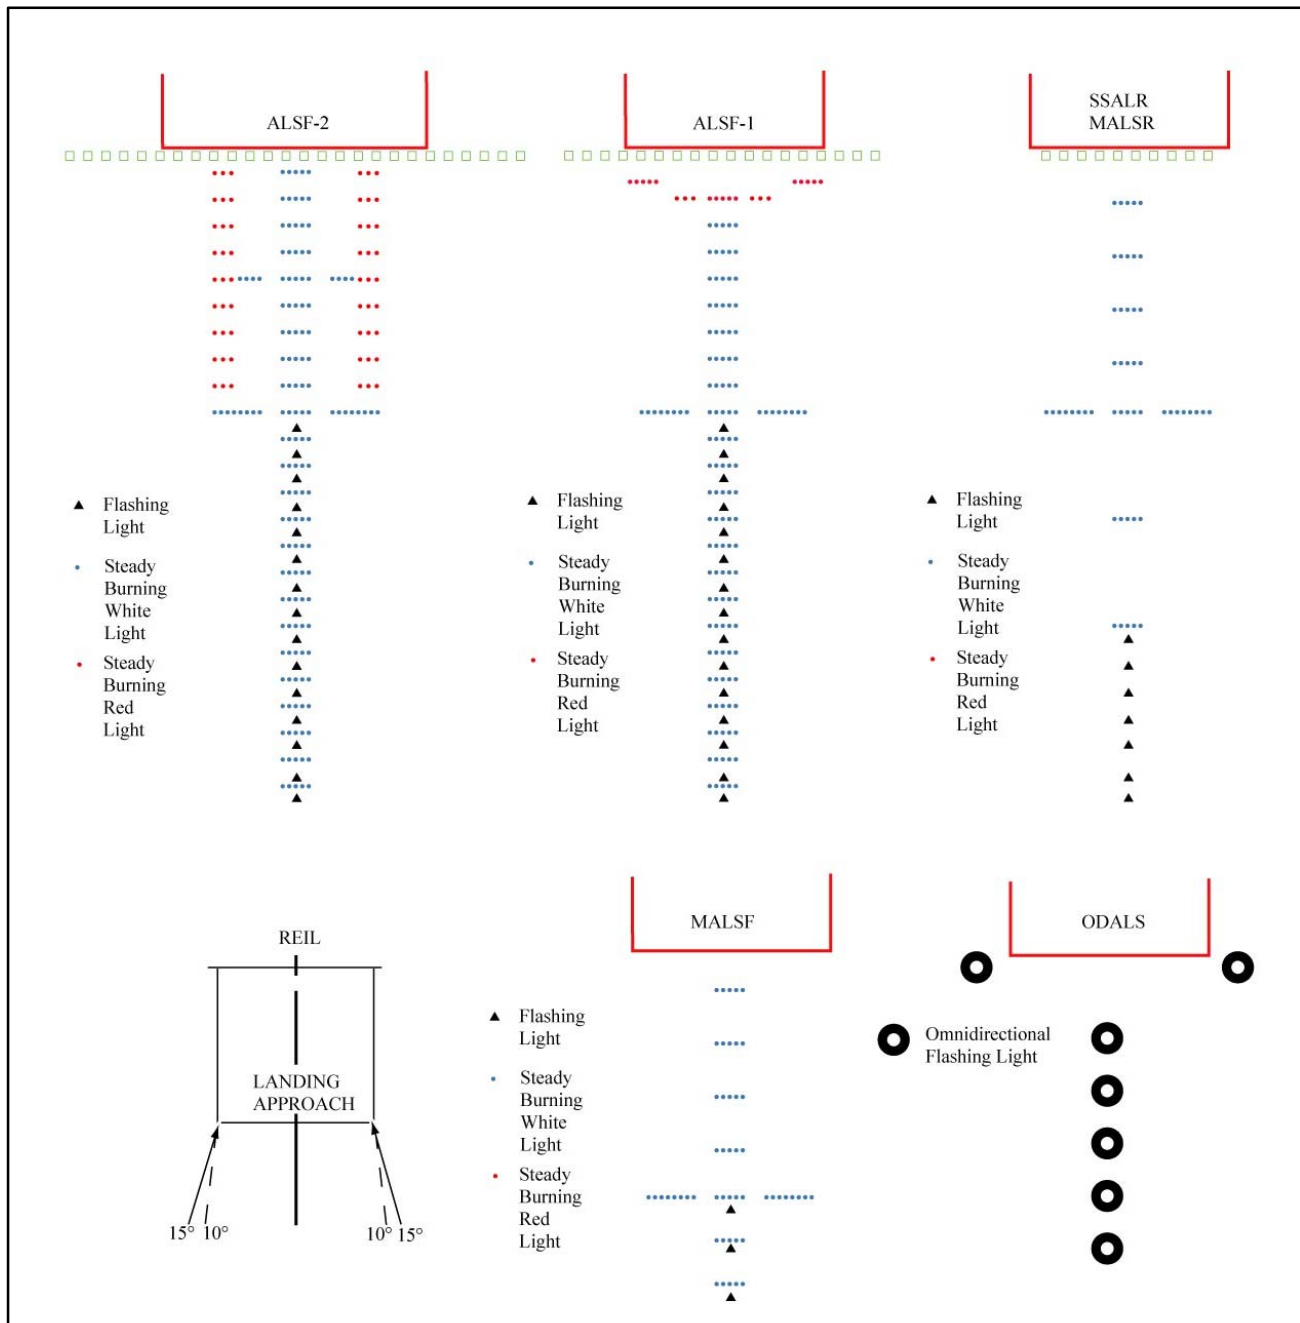 ALSF-2
▲ Flashing
Light
• Steady
Burning
White
Light
• Steady
Burning
Red
Light
ALSF-1
▲ Flashing
Light
• Steady
Burning
White
Light
• Steady
Burning
Red
Light
SSALR
MALSR
▲ Flashing
Light
• Steady
Burning
White
Light
• Steady
Burning
Red
Light
REIL
LANDING
APPROACH
15° 10°
10° 15°
MALSF
▲ Flashing
Light
• Steady
Burning
White
Light
• Steady
Burning
Red
Light
ODALS
Omnidirectional
Flashing Light